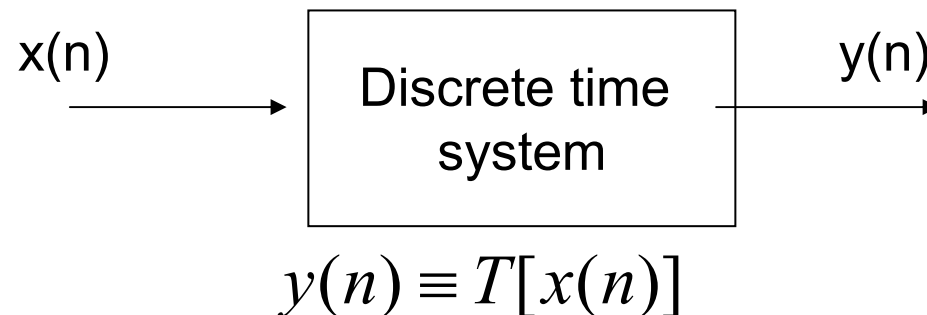 x(n)
Discrete time
system
y(n)
y(n) ≡ T[x(n)]